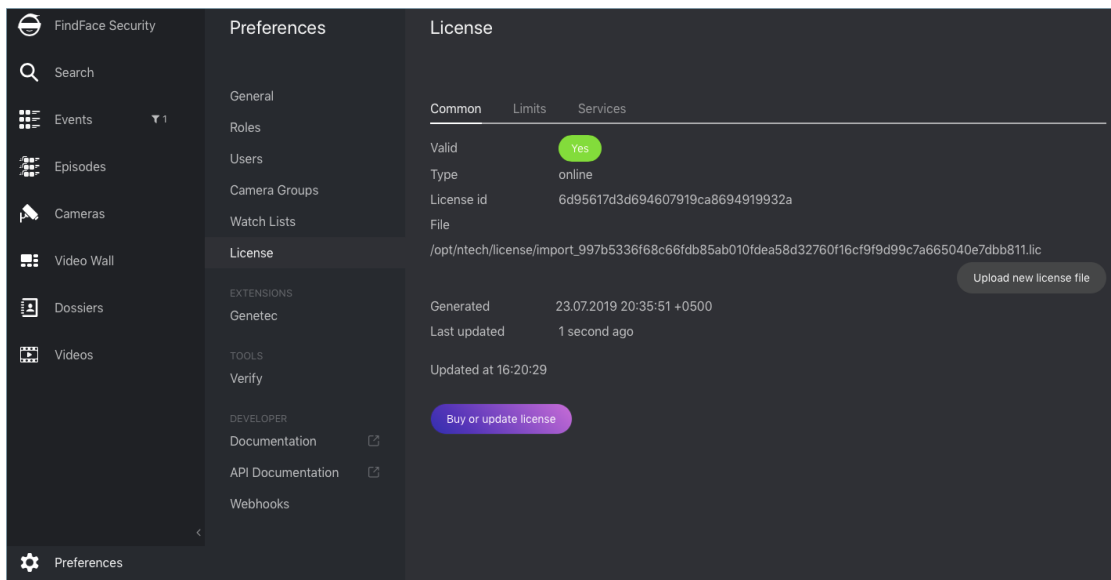 FindFace Security
Search
Events 1
Episodes
Cameras
Video Wall
Dossiers
Videos
Preferences
Preferences
General
Roles
Users
Camera Groups
Watch Lists
License
EXTENSIONS
Genetec
TOOLS
Verify
DEVELOPER
Documentation
API Documentation
Webhooks
License
Common Limits Services
Valid Yes
Type online
License id 6d95617d3d694607919ca8694919932a
File
/opt/ntech/license/import_997b5336f68c66fdb85ab010fdea58d32760f16cf9f9d99c7a665040e7dbb811.lic
Upload new license file
Generated 23.07.2019 20:35:51 +0500
Last updated 1 second ago
Updated at 16:20:29
Buy or update license